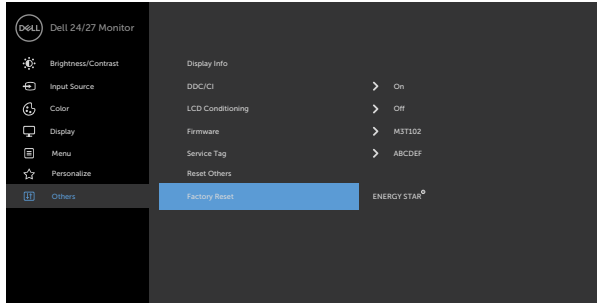 DELL Dell 24/27 Monitor
Brightness/Contrast Display Info
Input Source DDC/CI On
Color LCD Conditioning Off
Display Firmware M3T102
Menu Service Tag ABCDEF
Personalize Reset Others
Others Factory Reset ENERGY STAR®